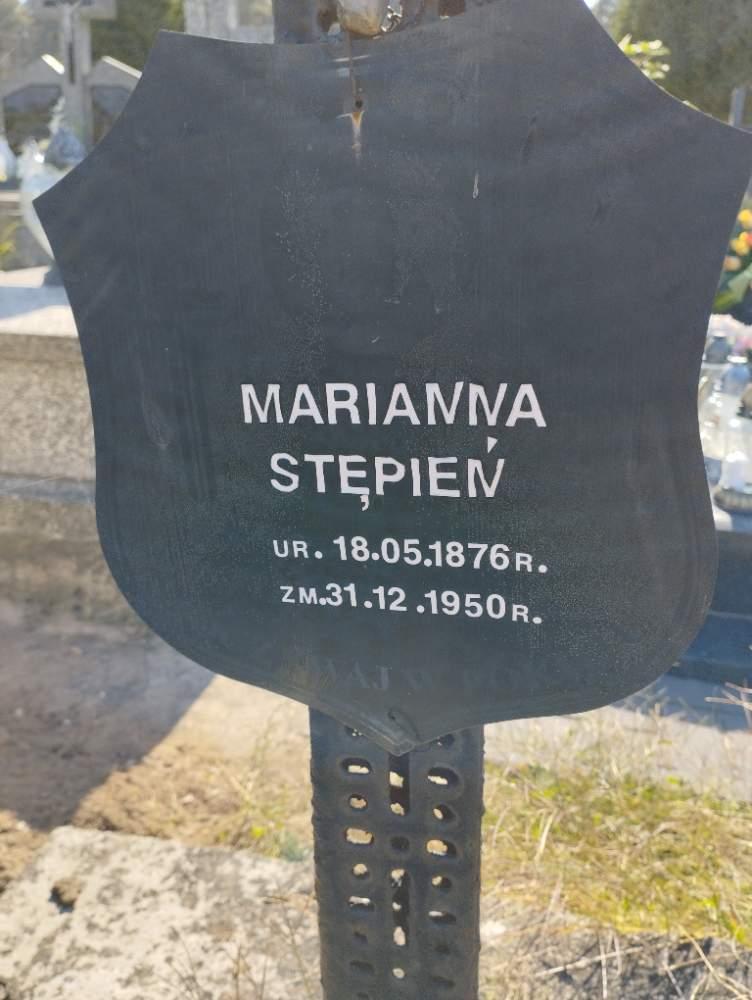 MARIANNA
STĘPIEŃ
UR. 18.05.1876 R.
ZM.31.12.1950 R.